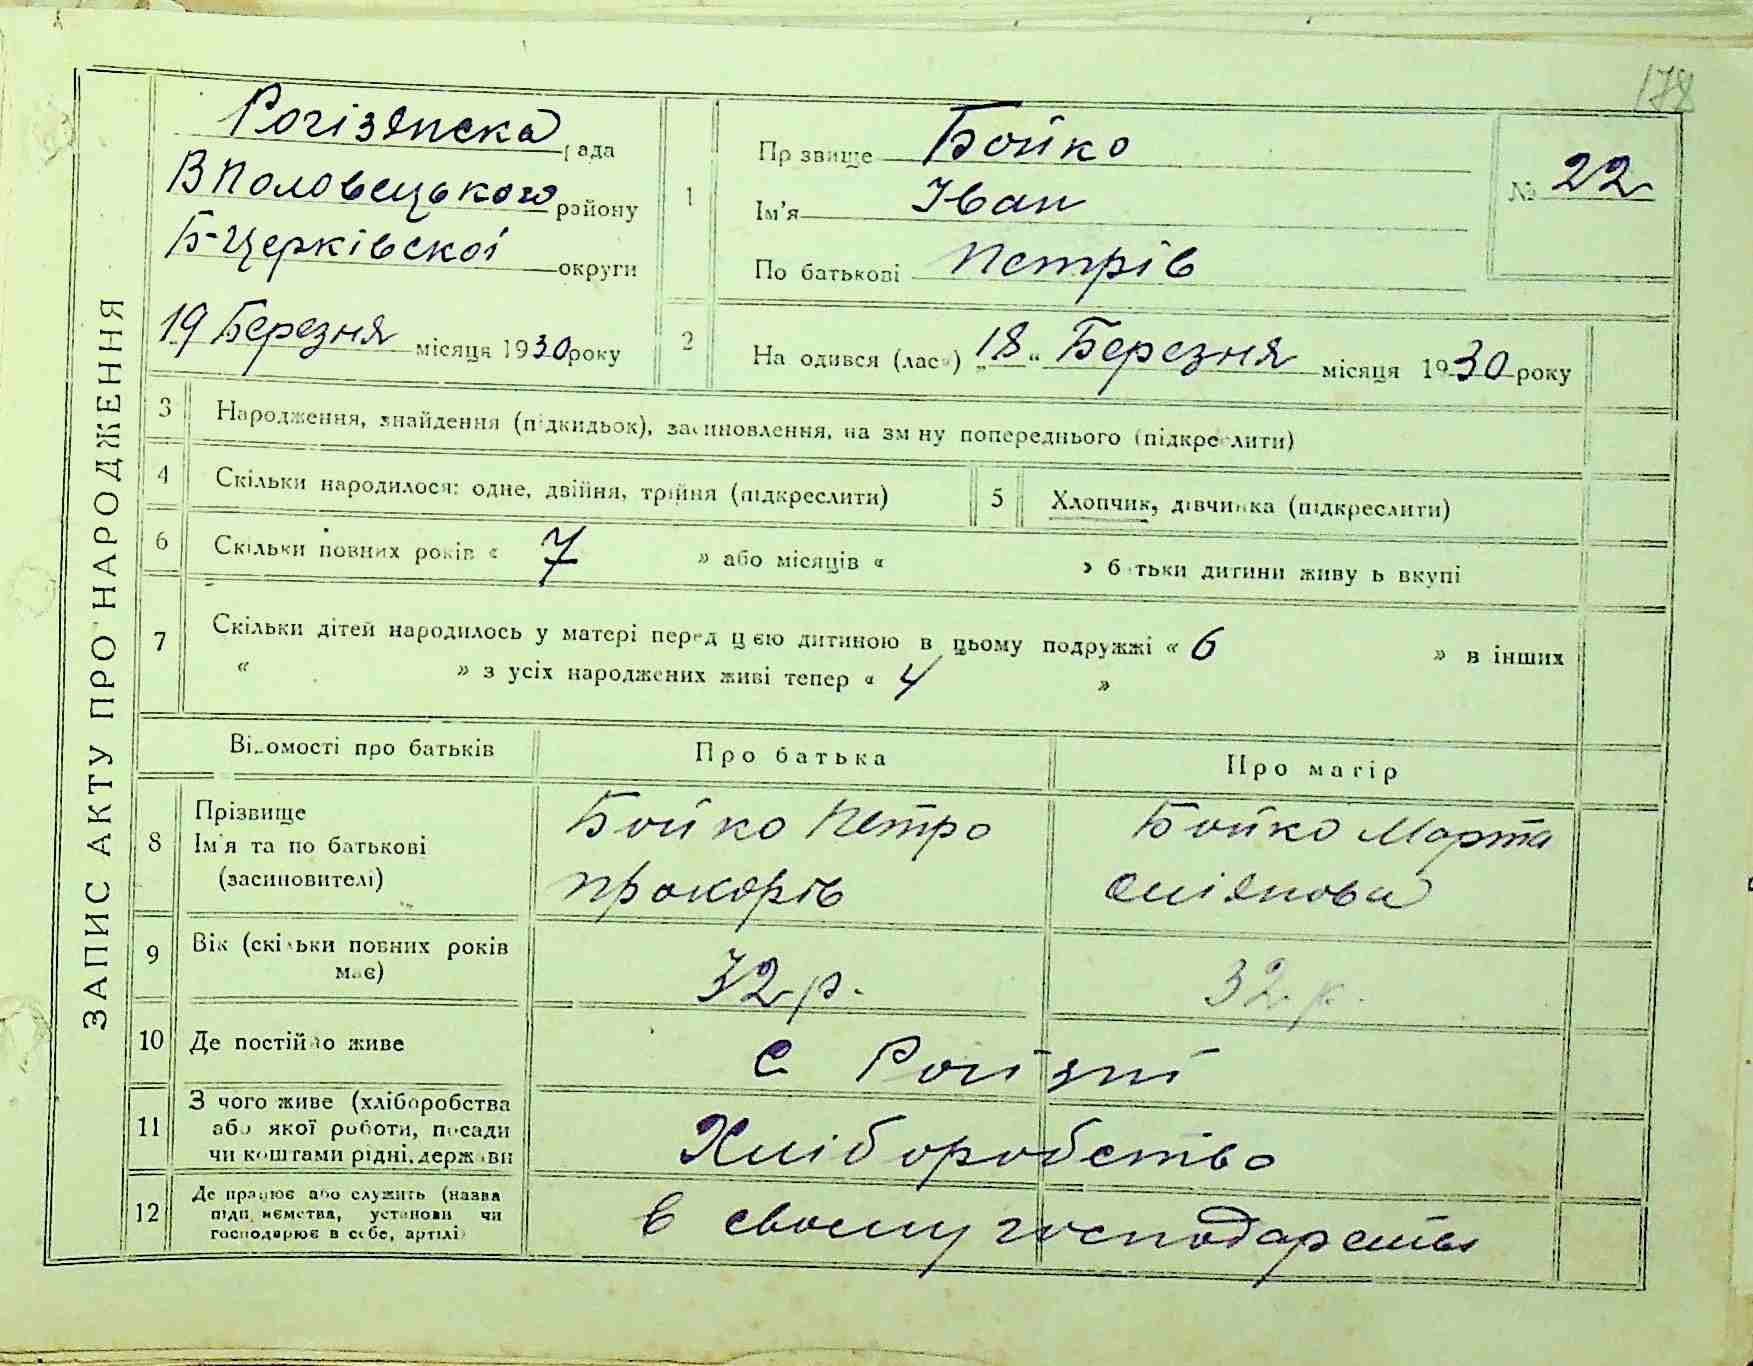 178
ЗАПИС АКТУ ПРО НАРОДЖЕННЯ
Рогізянска рада
ВПоловецького району
Б-Церківскоі округи
19 Березня місяця 1930 року
1
Прізвище Бойко
Ім'я Іван
По батькові Петрів
№ 22
2
На одився (лась) „18“ Березня місяця 1930 року
3 Народження, знайдення (підкидьок), засиновлення, на зміну попереднього (підкреслити)
4 Скільки народилося: одне, двійня, трійня (підкреслити)
5 Хлопчик, дівчинка (підкреслити)
6 Скільки повних років « 7 » або місяців « » батьки дитини живуть вкупі
7 Скільки дітей народилось у матері перед цією дитиною в цьому подружжі « 6 » в інших
« » з усіх народжених живі тепер « 4 »
Відомості про батьків Про батька Про матір
8 Прізвище
Ім'я та по батькові
(засиновителі)
Бойко Петро
прокорів
Бойко Марта
9 Вік (скільки повних років
має)
32 р.
32 р.
10 Де постійно живе
с Рогізні
11 З чого живе (хліборобства
або якої роботи, посади
чи коштами рідні, держави
Хліборобство
12 Де працює або служить (назва
підприємства, установи чи
господарює в себе, артілі)
в своему господарстві